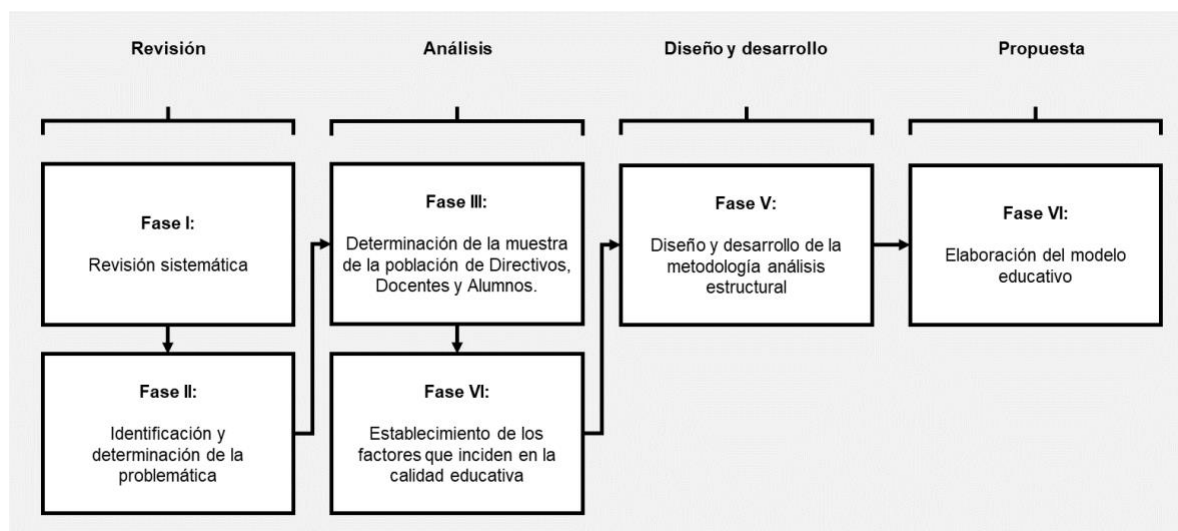 Revisión
Análisis
Diseño y desarrollo
Propuesta
Fase I:
Revisión sistemática
Fase II:
Identificación y
determinación de la
problemática
Fase III:
Determinación de la muestra
de la población de Directivos,
Docentes y Alumnos.
Fase VI:
Establecimiento de los
factores que inciden en la
calidad educativa
Fase V:
Diseño y desarrollo de la
metodología análisis
estructural
Fase VI:
Elaboración del modelo
educativo